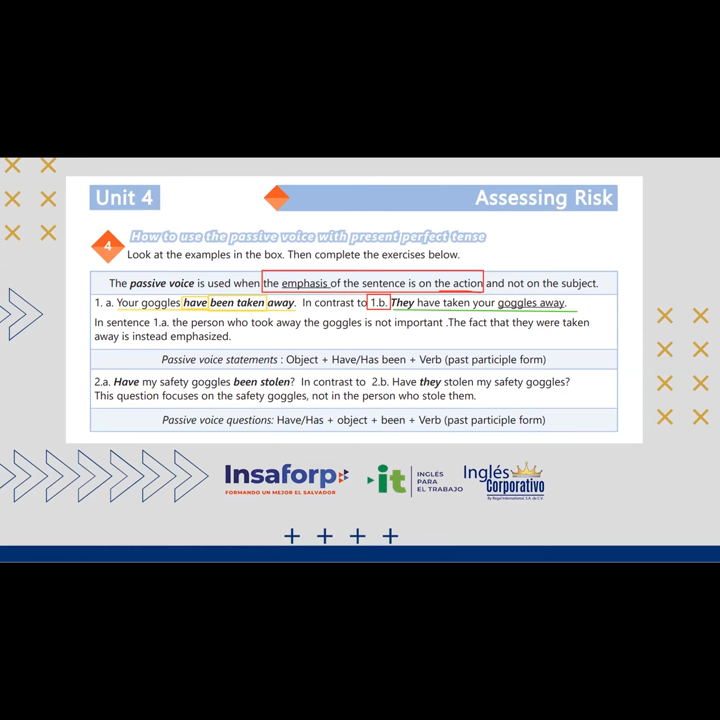 Unit 4
Assessing Risk
How to use the passive voice with present perfect tense
4
Look at the examples in the box. Then complete the exercises below.
The passive voice is used when the emphasis of the sentence is on the action and not on the subject.
1. a. Your goggles have been taken away. In contrast to 1.b. They have taken your goggles away.
In sentence 1.a. the person who took away the goggles is not important .The fact that they were taken
away is instead emphasized.
Passive voice statements : Object + Have/Has been + Verb (past participle form)
2.a. Have my safety goggles been stolen? In contrast to 2.b. Have they stolen my safety goggles?
This question focuses on the safety goggles, not in the person who stole them.
Passive voice questions: Have/Has + object + been + Verb (past participle form)
Insaforp
FORMANDO UN MEJOR EL SALVADOR
it
INGLÉS
PARA
EL TRABAJO
Inglés
Corporativo
By Regal International, S.A. de C.V.